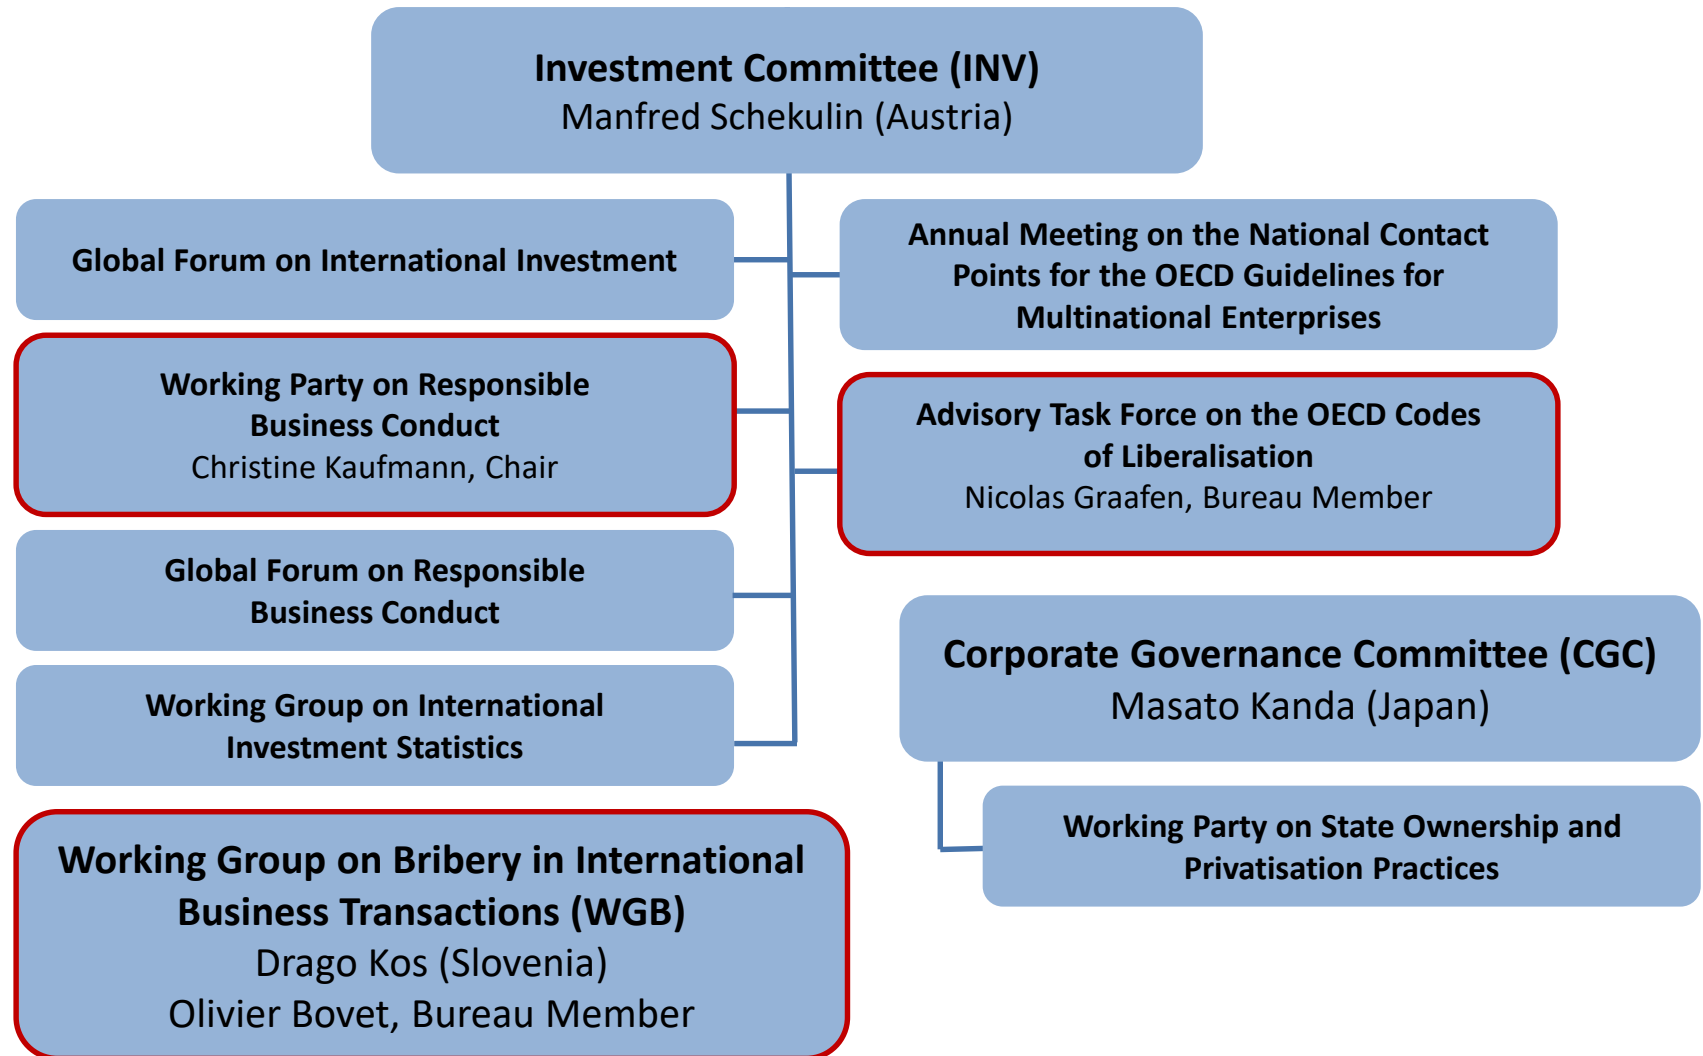 Investment Committee (INV)
Manfred Schekulin (Austria)
Global Forum on International Investment
Annual Meeting on the National Contact
Points for the OECD Guidelines for
Multinational Enterprises
Working Party on Responsible
Business Conduct
Christine Kaufmann, Chair
Advisory Task Force on the OECD Codes
of Liberalisation
Nicolas Graafen, Bureau Member
Global Forum on Responsible
Business Conduct
Working Group on International
Investment Statistics
Corporate Governance Committee (CGC)
Masato Kanda (Japan)
Working Party on State Ownership and
Privatisation Practices
Working Group on Bribery in International
Business Transactions (WGB)
Drago Kos (Slovenia)
Olivier Bovet, Bureau Member